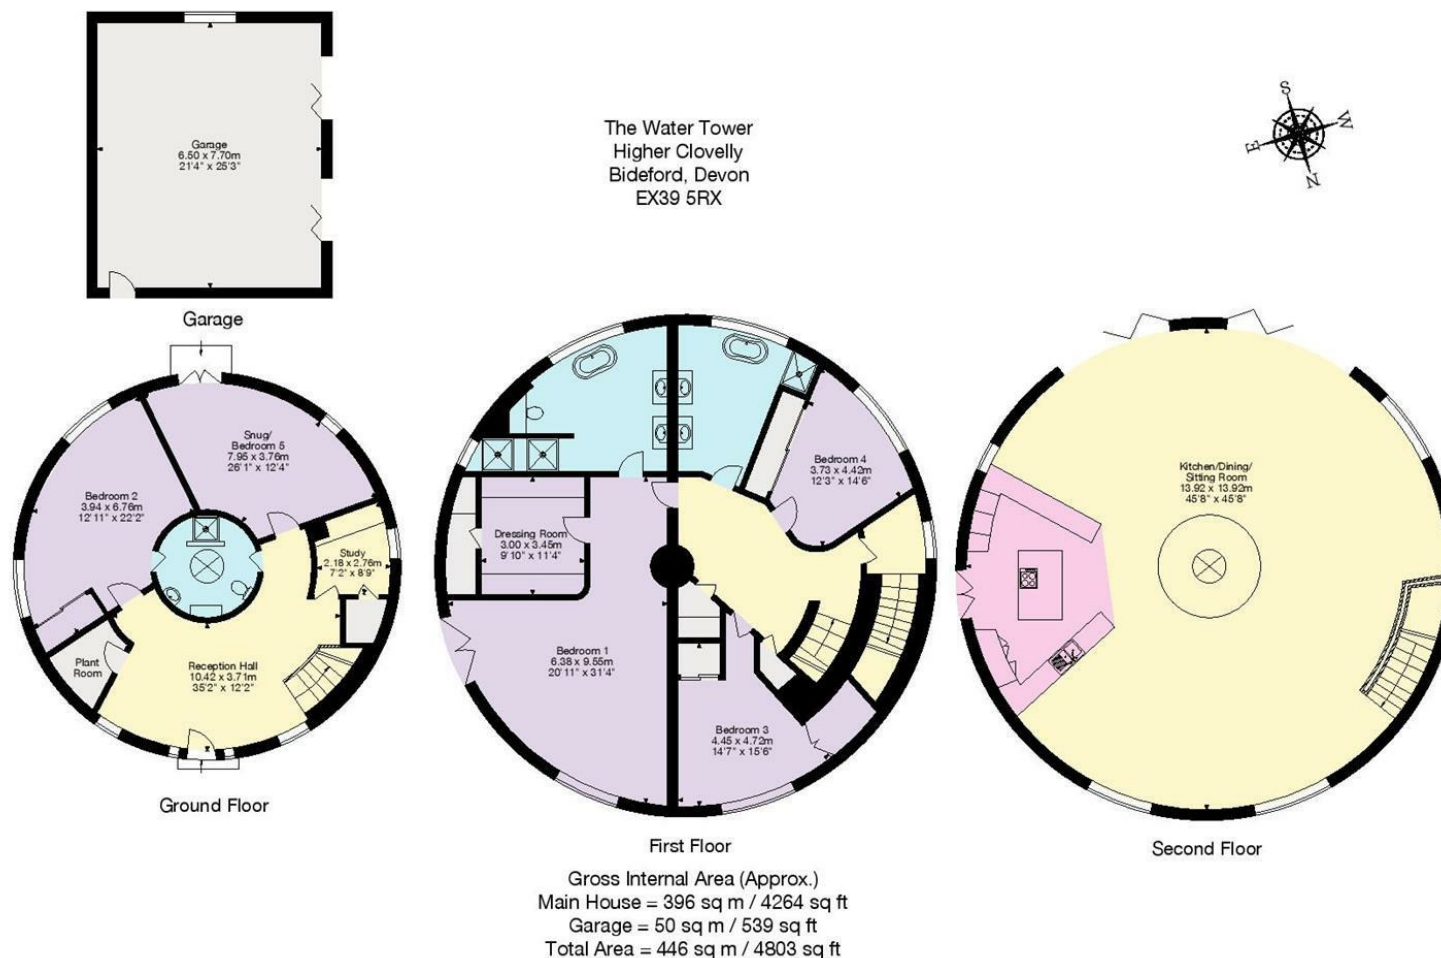 Garage
6.50 x 7.70m
21'4" x 25'3"
Garage
The Water Tower
Higher Clovelly
Bideford, Devon
EX39 5RX
S
W
E
N
Snug/
Bedroom 5
7.95 x 3.76m
26'1" x 12'4"
Bedroom 2
3.94 x 6.76m
12'11" x 22'2"
Study
2.18 x 2.76m
7'2" x 8'9"
Plant
Room
Reception Hall
10.42 x 3.71m
35'2" x 12'2"
Ground Floor
Bedroom 4
3.73 x 4.42m
12'3" x 14'6"
Dressing Room
3.00 x 3.45m
9'10" x 11'4"
Bedroom 1
6.38 x 9.55m
20'11" x 31'4"
Bedroom 3
4.45 x 4.72m
14'7" x 15'6"
First Floor
Kitchen/Dining/
Sitting Room
13.92 x 13.92m
45'8" x 45'8"
Second Floor
Gross Internal Area (Approx.)
Main House = 396 sq m / 4264 sq ft
Garage = 50 sq m / 539 sq ft
Total Area = 446 sq m / 4803 sq ft